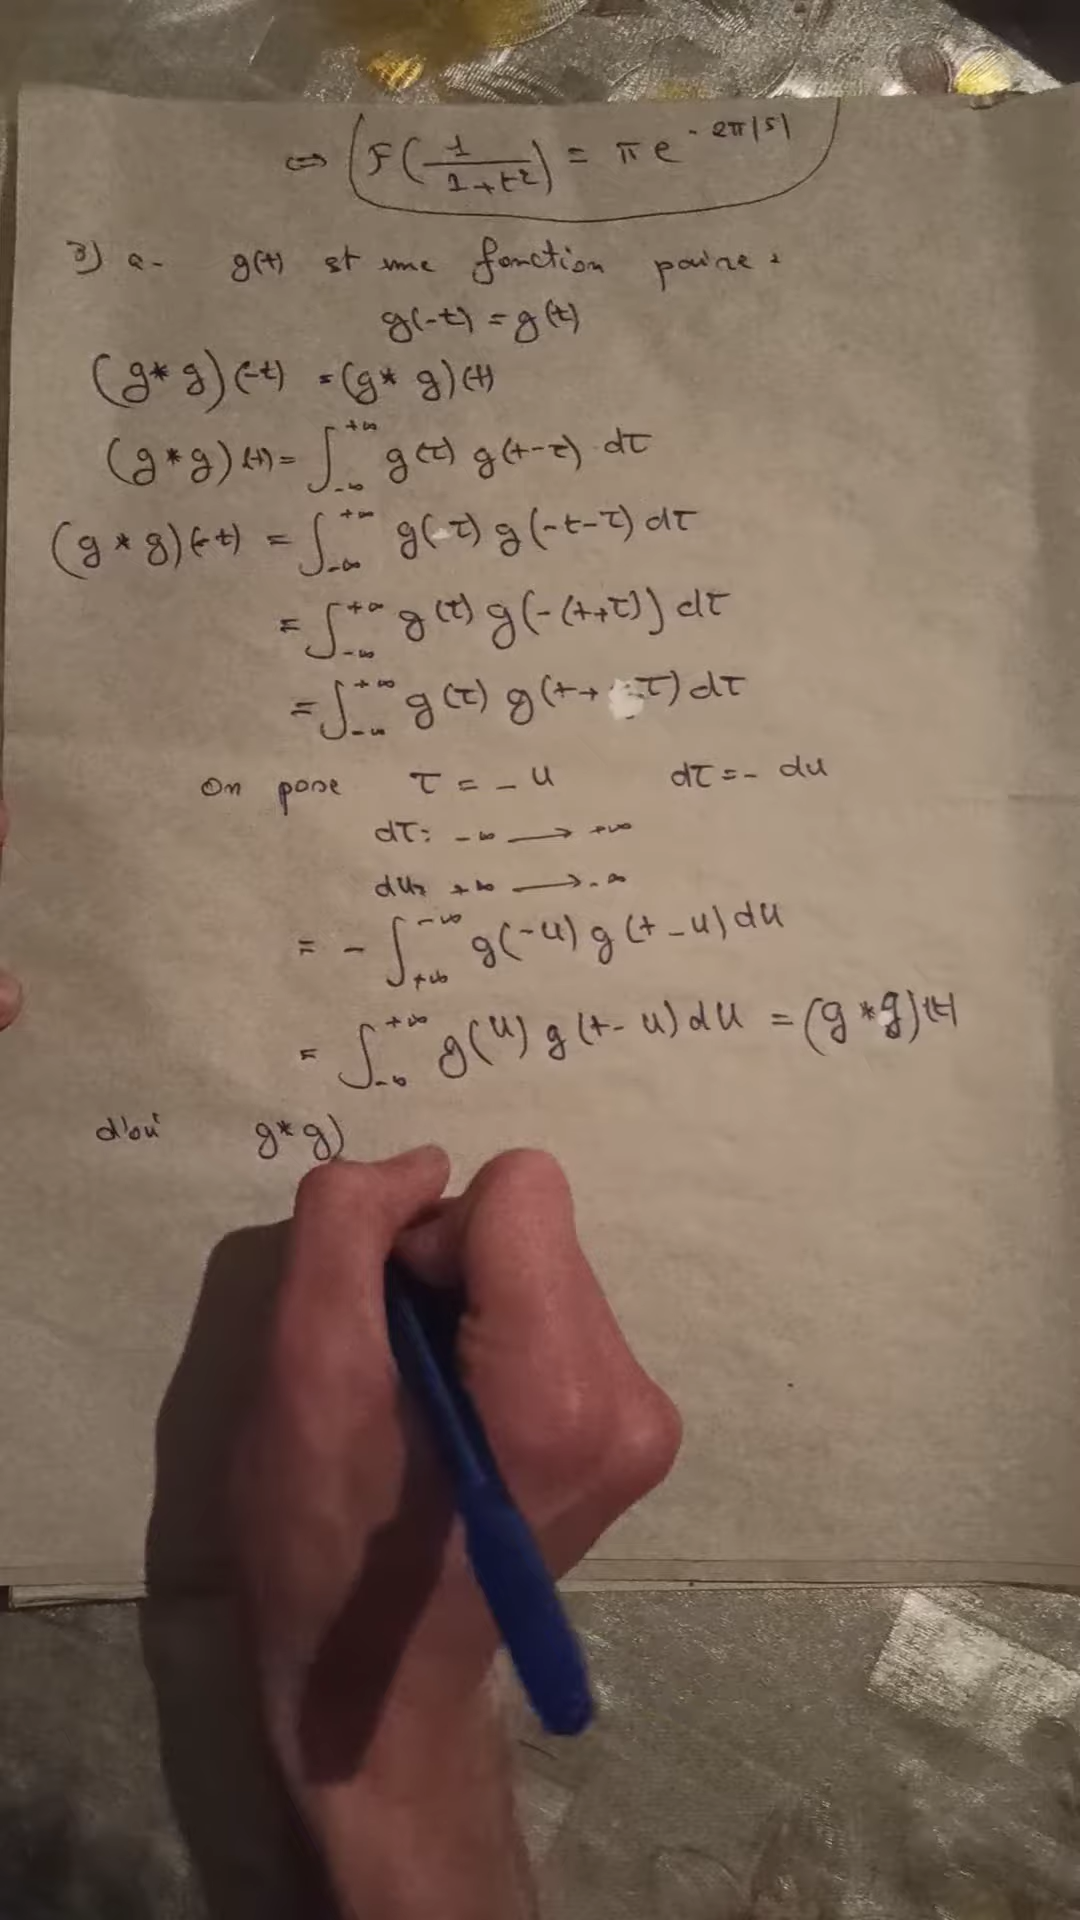 ⇔ F(1/(1+t²)) = π e^(-2π|s|)
3) a- g(t) est une fonction paire :
g(-t) = g(t)
(g * g)(-t) = (g * g)(t)
(g * g)(t) = ∫_{-∞}^{+∞} g(τ) g(t-τ) dτ
(g * g)(-t) = ∫_{-∞}^{+∞} g(τ) g(-t-τ) dτ
= ∫_{-∞}^{+∞} g(τ) g(-(t+τ)) dτ
= ∫_{-∞}^{+∞} g(τ) g(t+τ) dτ
On pose τ = -u dτ = - du
dτ: -∞ → +∞
du: +∞ → -∞
= - ∫_{+∞}^{-∞} g(-u) g(t-u) du
= ∫_{-∞}^{+∞} g(u) g(t-u) du = (g * g)(t)
d'où g * g)